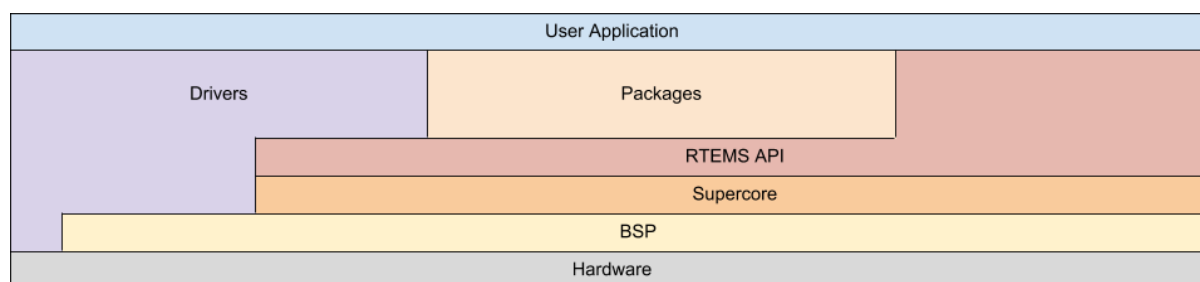 User Application
Drivers
Packages
RTEMS API
Supercore
BSP
Hardware